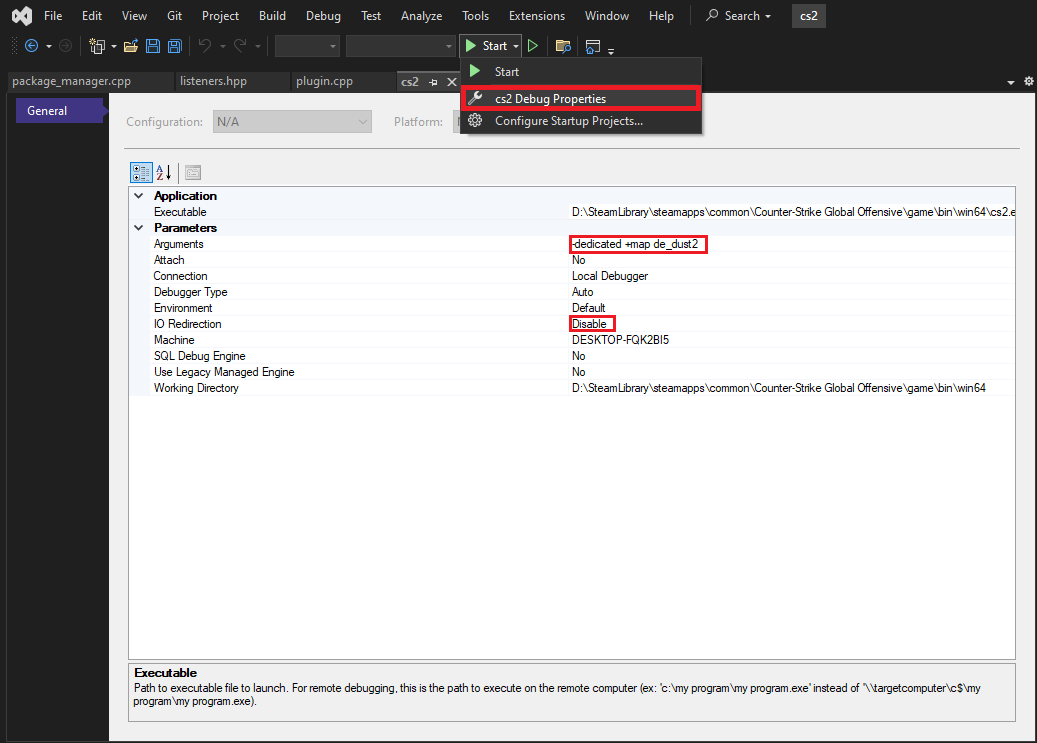 File Edit View Git Project Build Debug Test Analyze Tools Extensions Window Help Search cs2
Start
package_manager.cpp listeners.hpp plugin.cpp cs2
Start
cs2 Debug Properties
Configure Startup Projects...
General
Configuration: N/A Platform:
Application
Executable D:\SteamLibrary\steamapps\common\Counter-Strike Global Offensive\game\bin\win64\cs2.e
Parameters
Arguments -dedicated +map de_dust2
Attach No
Connection Local Debugger
Debugger Type Auto
Environment Default
IO Redirection Disable
Machine DESKTOP-FQK2BI5
SQL Debug Engine No
Use Legacy Managed Engine No
Working Directory D:\SteamLibrary\steamapps\common\Counter-Strike Global Offensive\game\bin\win64
Executable
Path to executable file to launch. For remote debugging, this is the path to execute on the remote computer (ex: 'c:\my program\my program.exe' instead of '\\targetcomputer\c$\my
program\my program.exe).